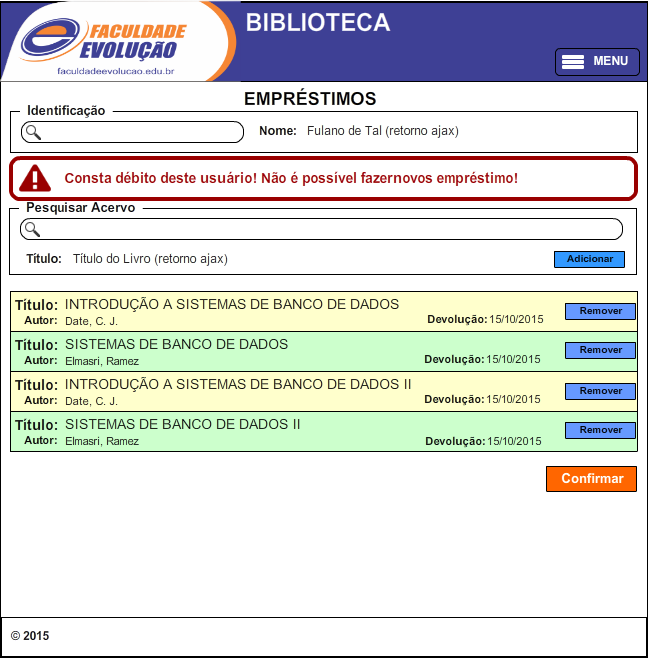 FACULDADE
EVOLUÇÃO
faculdadeevolucao.edu.br
BIBLIOTECA
MENU
EMPRÉSTIMOS
Identificação
Nome: Fulano de Tal (retorno ajax)
Consta débito deste usuário! Não é possível fazernovos empréstimo!
Pesquisar Acervo
Título: Título do Livro (retorno ajax)
Adicionar
Título: INTRODUÇÃO A SISTEMAS DE BANCO DE DADOS
Autor: Date, C. J. Devolução: 15/10/2015
Remover
Título: SISTEMAS DE BANCO DE DADOS
Autor: Elmasri, Ramez Devolução: 15/10/2015
Remover
Título: INTRODUÇÃO A SISTEMAS DE BANCO DE DADOS II
Autor: Date, C. J. Devolução: 15/10/2015
Remover
Título: SISTEMAS DE BANCO DE DADOS II
Autor: Elmasri, Ramez Devolução: 15/10/2015
Remover
Confirmar
© 2015